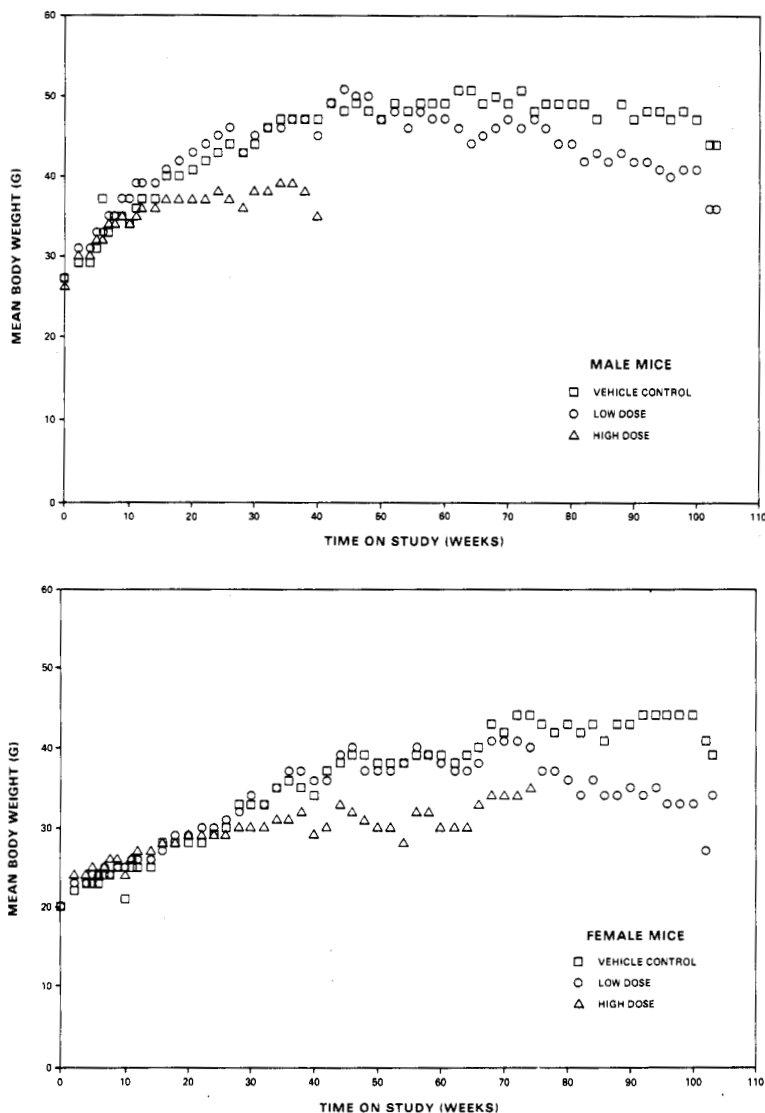 60
50
40
30
20
10
0
MEAN BODY WEIGHT (G)
MALE MICE
VEHICLE CONTROL
LOW DOSE
HIGH DOSE
0 10 20 30 40 50 60 70 80 90 100 110
TIME ON STUDY (WEEKS)
60
50
40
30
20
10
0
MEAN BODY WEIGHT (G)
FEMALE MICE
VEHICLE CONTROL
LOW DOSE
HIGH DOSE
0 10 20 30 40 50 60 70 80 90 100 110
TIME ON STUDY (WEEKS)